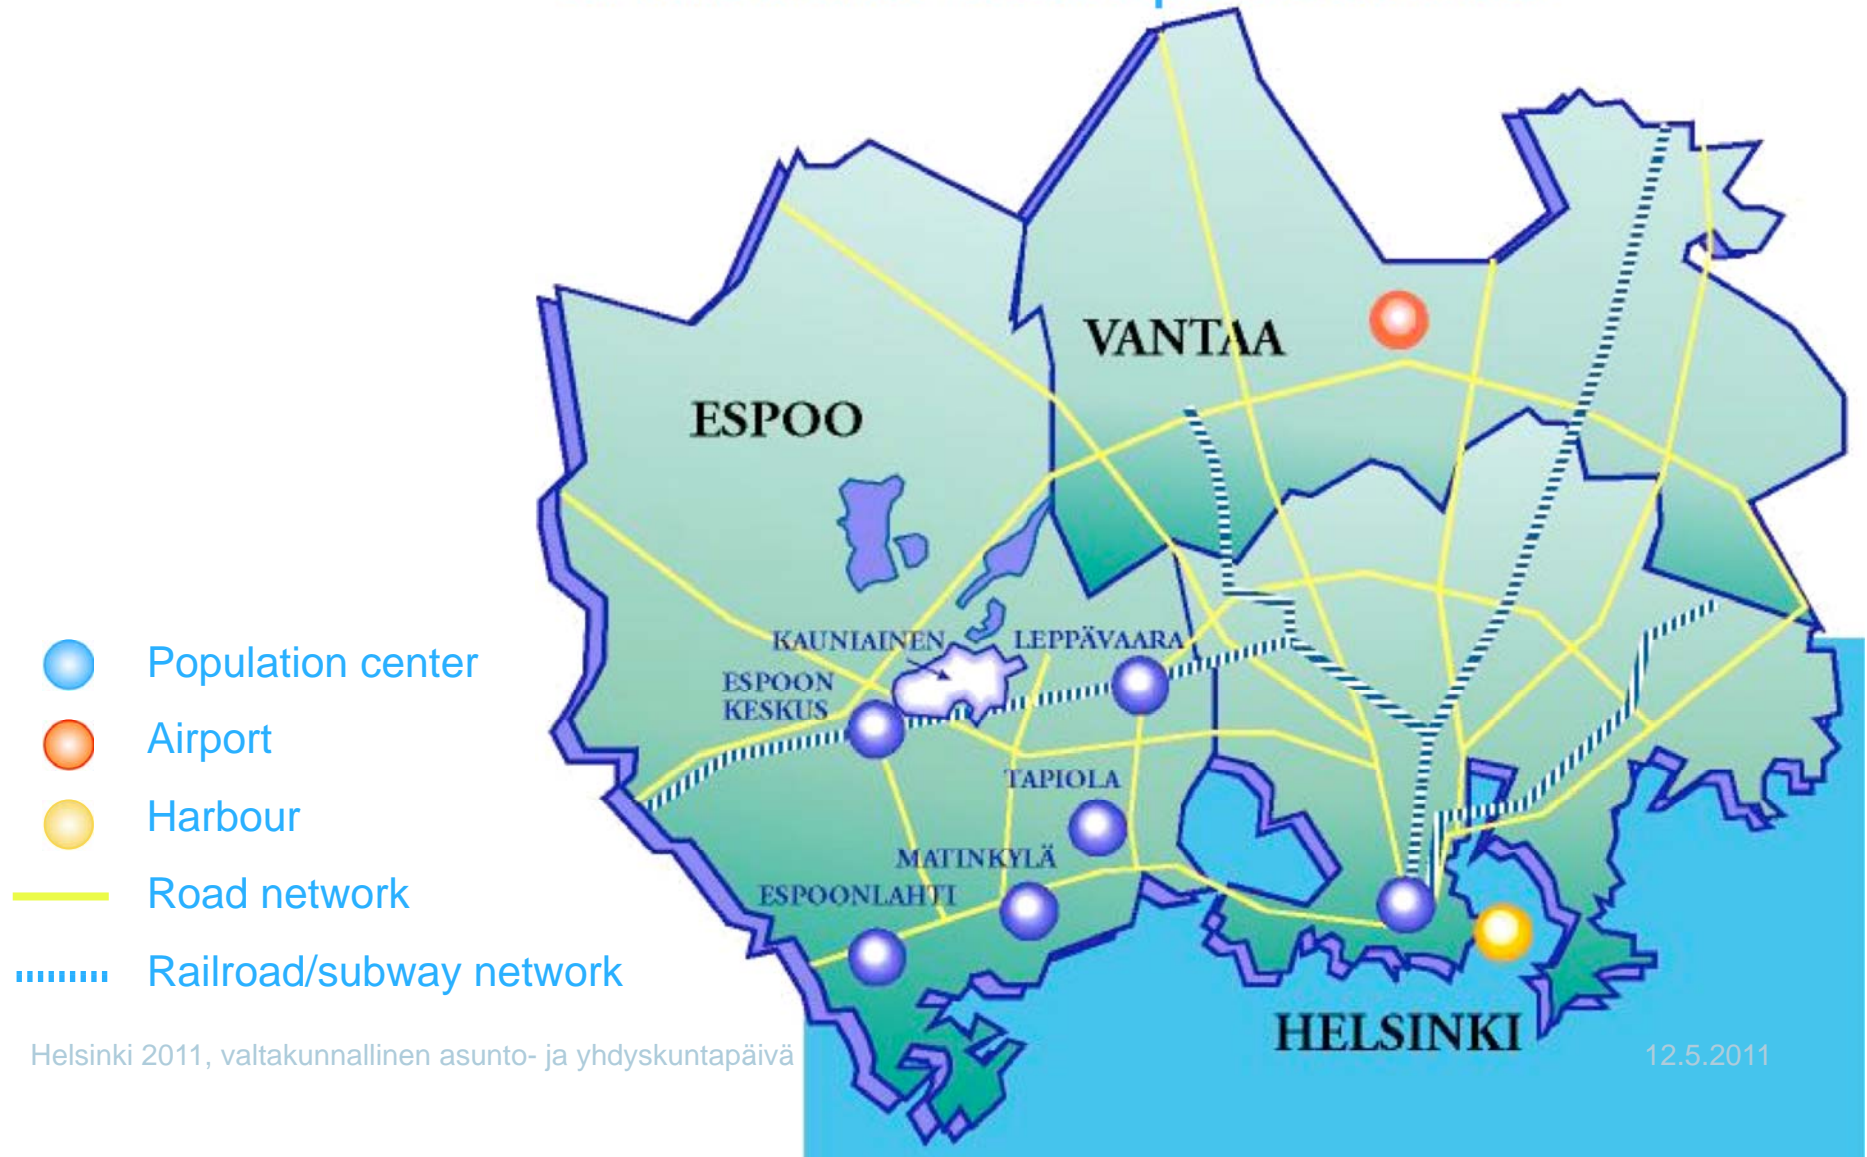 VANTAA
ESPOO
KAUNIAINEN
LEPPÄVAARA
ESPOON
KESKUS
TAPIOLA
MATINKYLÄ
ESPOONLAHTI
HELSINKI
Population center
Airport
Harbour
Road network
Railroad/subway network
Helsinki 2011, valtakunnallinen asunto- ja yhdyskuntapäivä
12.5.2011